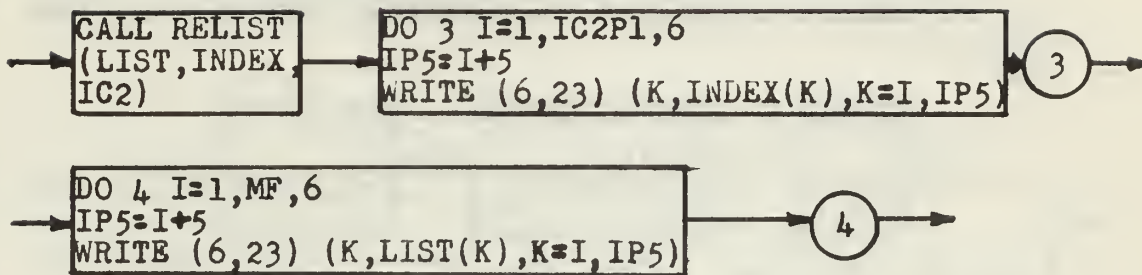 CALL RELIST
(LIST,INDEX,
IC2)
DO 3 I=1,IC2P1,6
IP5=I+5
WRITE (6,23) (K,INDEX(K),K=I,IP5)
3
DO 4 I=1,MF,6
IP5=I+5
WRITE (6,23) (K,LIST(K),K=I,IP5)
4